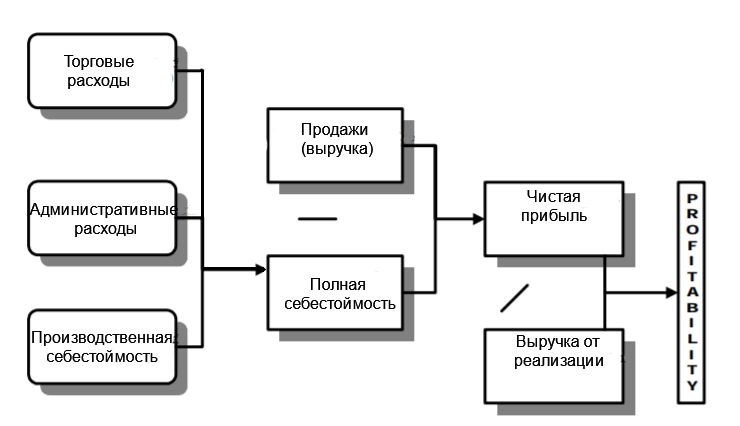 Торговые
расходы
Административные
расходы
Производственная
себестоимость
Продажи
(выручка)
Полная
себестоимость
Чистая
прибыль
Выручка от
реализации
PROFITABILITY